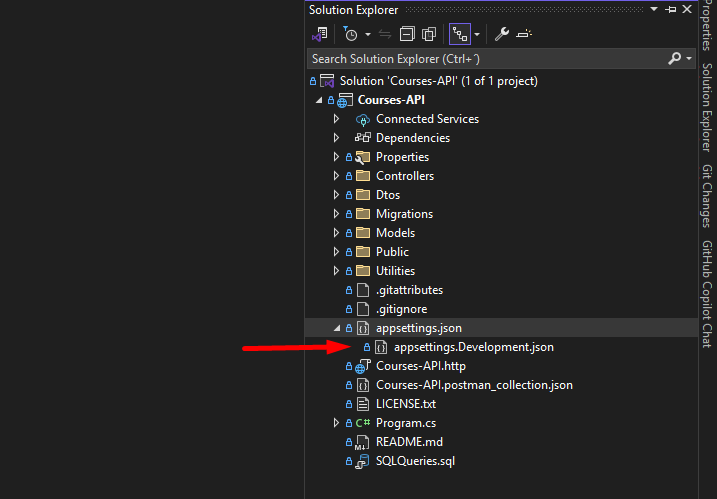 Solution Explorer
Search Solution Explorer (Ctrl+´)
Solution 'Courses-API' (1 of 1 project)
Courses-API
Connected Services
Dependencies
Properties
Controllers
Dtos
Migrations
Models
Public
Utilities
.gitattributes
.gitignore
appsettings.json
appsettings.Development.json
Courses-API.http
Courses-API.postman_collection.json
LICENSE.txt
C# Program.cs
README.md
SQLQueries.sql
Properties
Solution Explorer
Git Changes
GitHub Copilot Chat